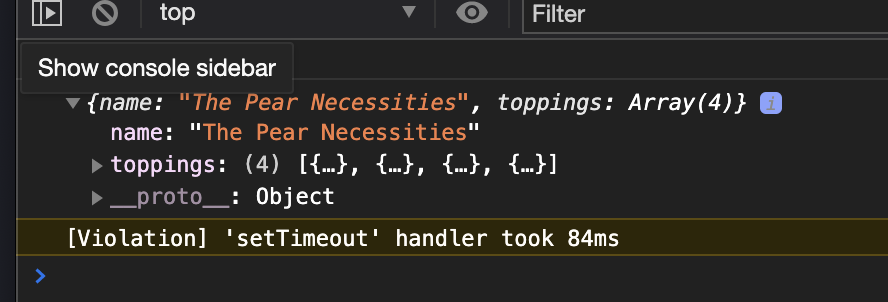 top
Filter
Show console sidebar
{name: "The Pear Necessities", toppings: Array(4)} i
name: "The Pear Necessities"
toppings: (4) [{…}, {…}, {…}, {…}]
__proto__: Object
[Violation] 'setTimeout' handler took 84ms